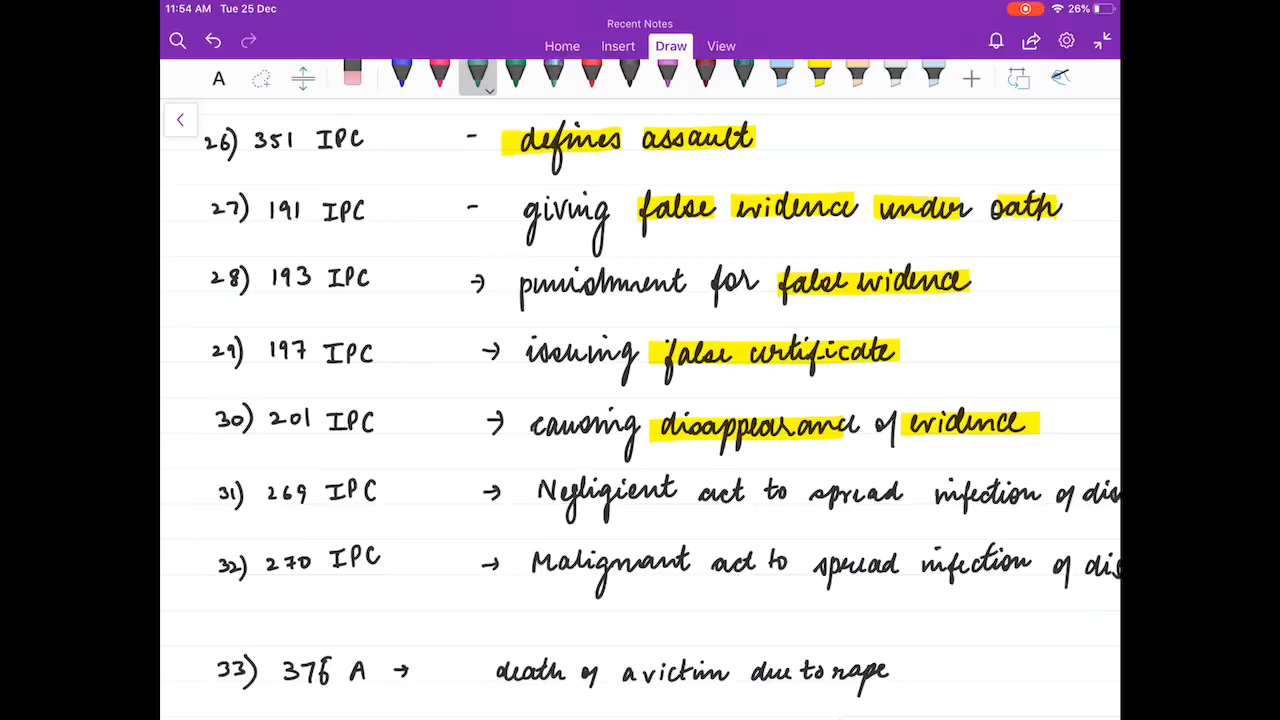 11:54 AM Tue 25 Dec
26%
Recent Notes
Home Insert Draw View
A
26) 351 IPC - defines assault
27) 191 IPC - giving false evidence under oath
28) 193 IPC → punishment for false evidence
29) 197 IPC → issuing false certificate
30) 201 IPC → causing disappearance of evidence
31) 269 IPC → Negligient act to spread infection of dis
32) 270 IPC → Malignant act to spread infection of dis
33) 376 A → death of a victim due to rape